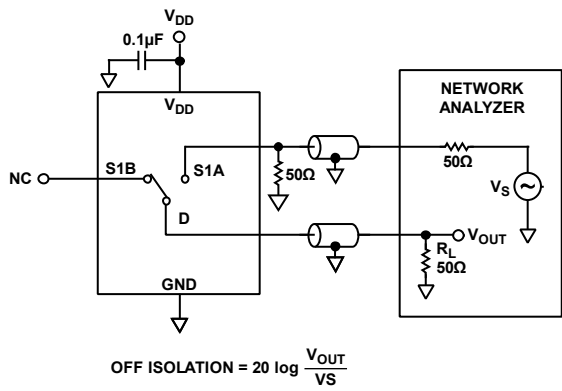 V_DD
0.1µF
V_DD
NETWORK
ANALYZER
S1B
S1A
50Ω
50Ω
NC
V_S
D
V_OUT
R_L
50Ω
GND
OFF ISOLATION = 20 log V_OUT
VS